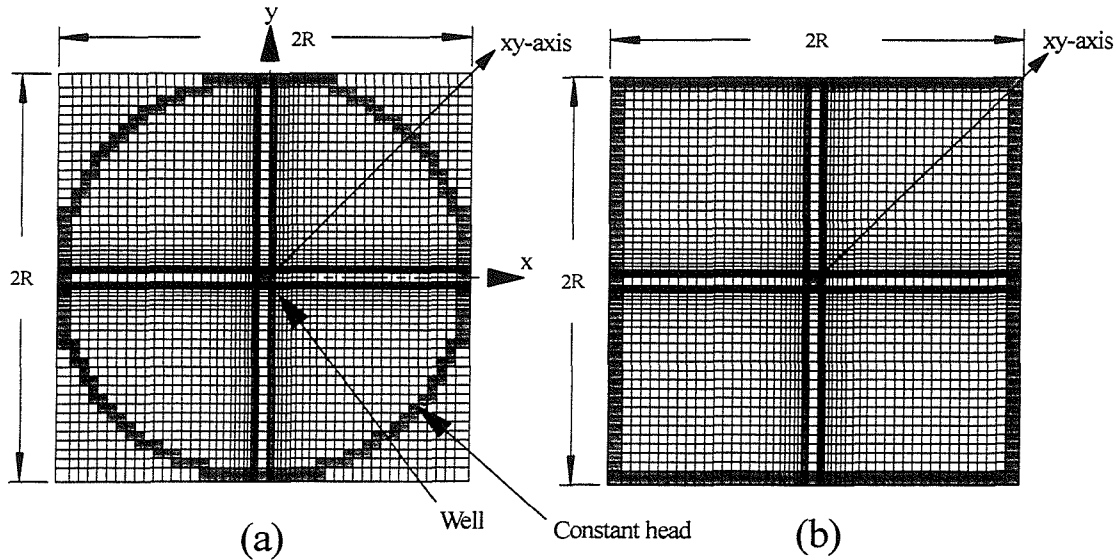 y
2R
xy-axis
x
2R
Well
Constant head
(a)
2R
xy-axis
2R
(b)